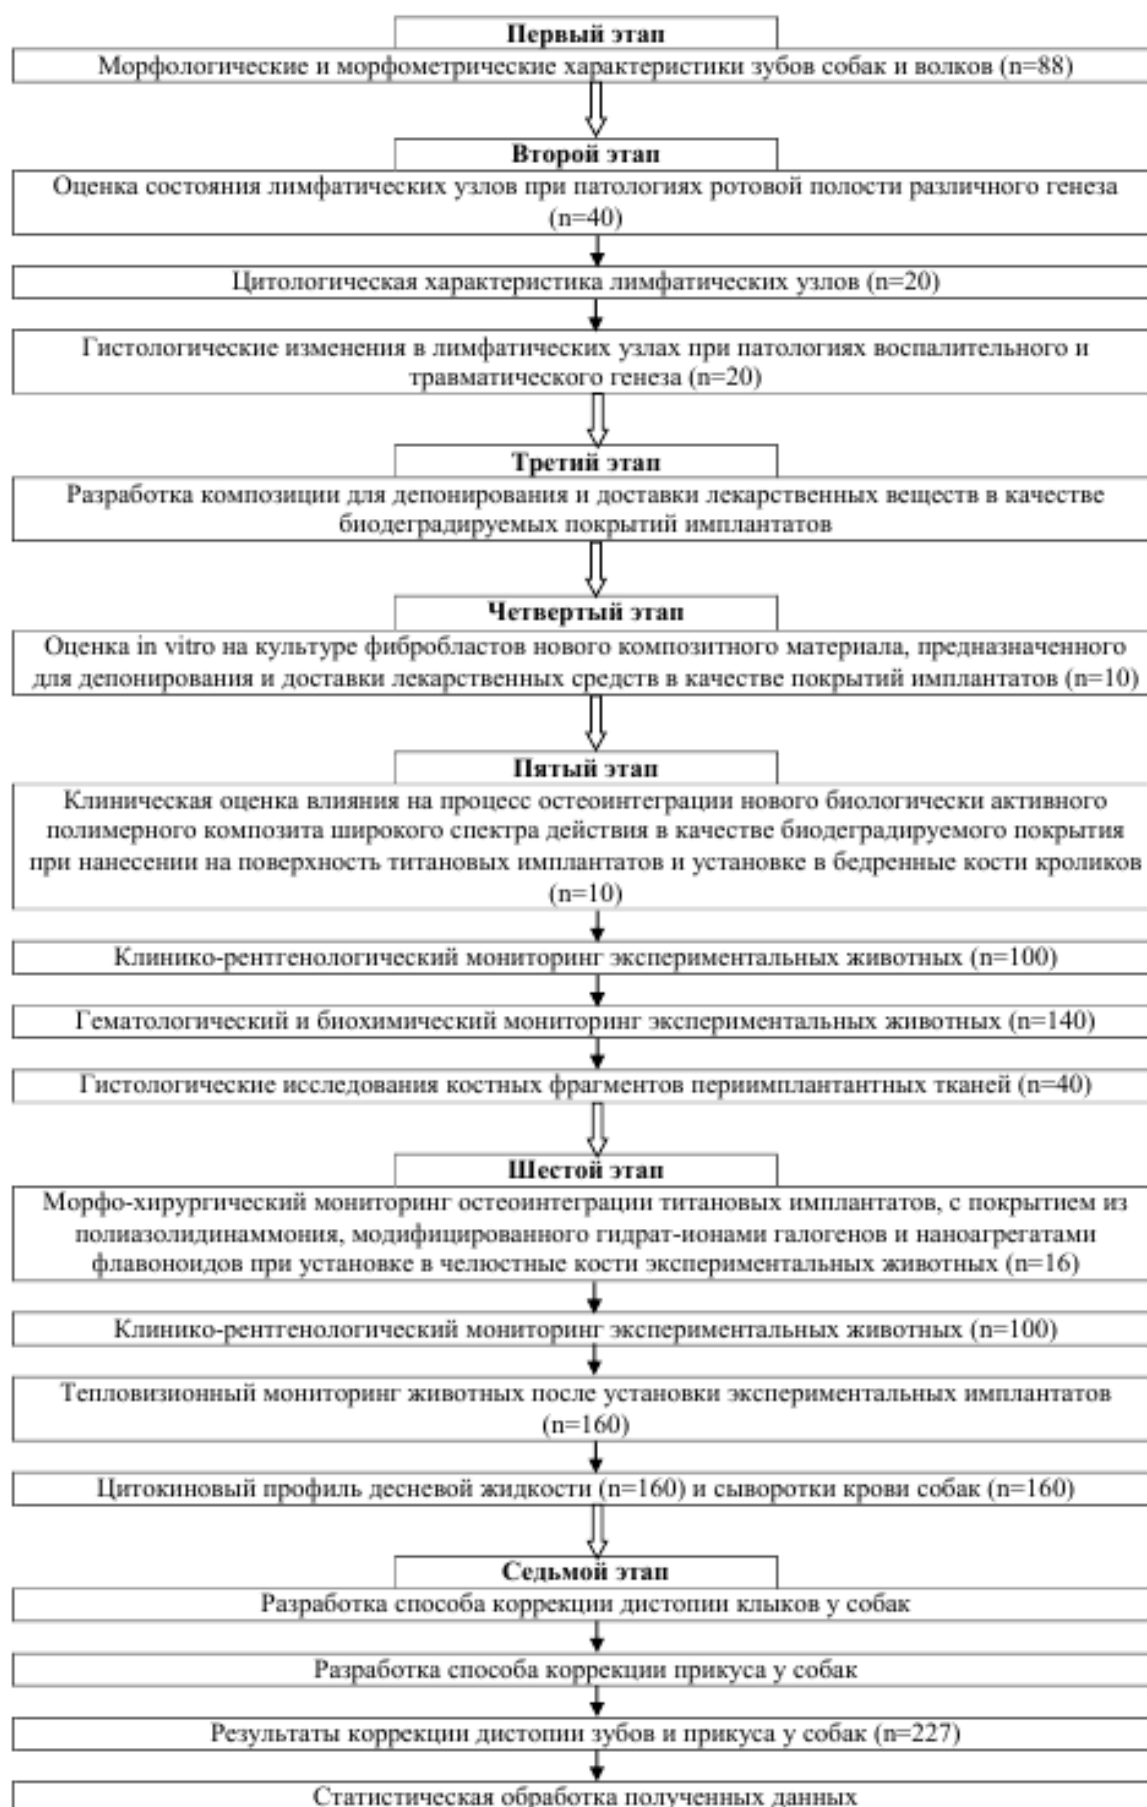 Первый этап
Морфологические и морфометрические характеристики зубов собак и волков (n=88)
Второй этап
Оценка состояния лимфатических узлов при патологиях ротовой полости различного генеза
(n=40)
Цитологическая характеристика лимфатических узлов (n=20)
Гистологические изменения в лимфатических узлах при патологиях воспалительного и
травматического генеза (n=20)
Третий этап
Разработка композиции для депонирования и доставки лекарственных веществ в качестве
биодеградируемых покрытий имплантатов
Четвертый этап
Оценка in vitro на культуре фибробластов нового композитного материала, предназначенного
для депонирования и доставки лекарственных средств в качестве покрытий имплантатов (n=10)
Пятый этап
Клиническая оценка влияния на процесс остеоинтеграции нового биологически активного
полимерного композита широкого спектра действия в качестве биодеградируемого покрытия
при нанесении на поверхность титановых имплантатов и установке в бедренные кости кроликов
(n=10)
Клинико-рентгенологический мониторинг экспериментальных животных (n=100)
Гематологический и биохимический мониторинг экспериментальных животных (n=140)
Гистологические исследования костных фрагментов периимплантантных тканей (n=40)
Шестой этап
Морфо-хирургический мониторинг остеоинтеграции титановых имплантатов, с покрытием из
полиазолидинаммония, модифицированного гидрат-ионами галогенов и наноагрегатами
флавоноидов при установке в челюстные кости экспериментальных животных (n=16)
Клинико-рентгенологический мониторинг экспериментальных животных (n=100)
Тепловизионный мониторинг животных после установки экспериментальных имплантатов
(n=160)
Цитокиновый профиль десневой жидкости (n=160) и сыворотки крови собак (n=160)
Седьмой этап
Разработка способа коррекции дистопии клыков у собак
Разработка способа коррекции прикуса у собак
Результаты коррекции дистопии зубов и прикуса у собак (n=227)
Статистическая обработка полученных данных